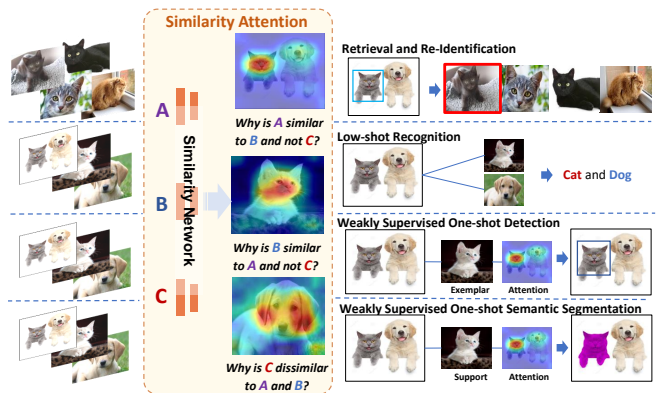 Similarity Attention
A
B
C
Similarity Network
Why is A similar
to B and not C?
Why is B similar
to A and not C?
Why is C dissimilar
to A and B?
Retrieval and Re-Identification
Low-shot Recognition
Cat and Dog
Weakly Supervised One-shot Detection
Exemplar
Attention
Weakly Supervised One-shot Semantic Segmentation
Support
Attention